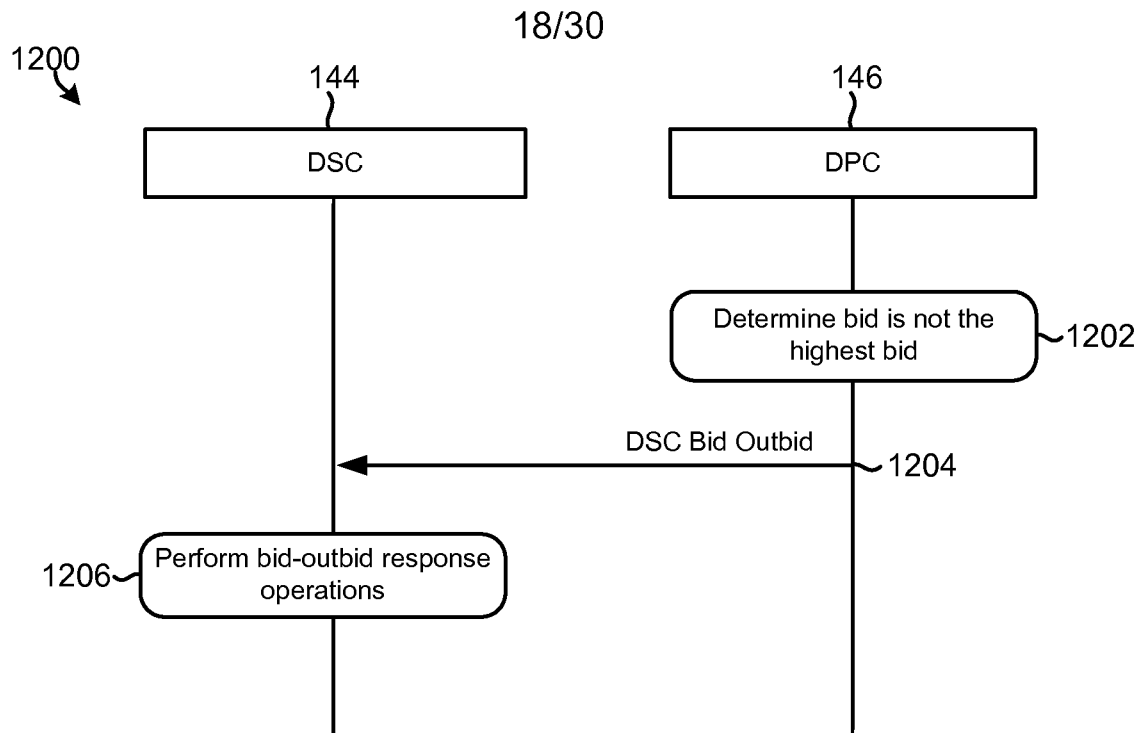 18/30
1200
144
146
DSC
DPC
Determine bid is not the
highest bid
1202
DSC Bid Outbid
1204
Perform bid-outbid response
operations
1206